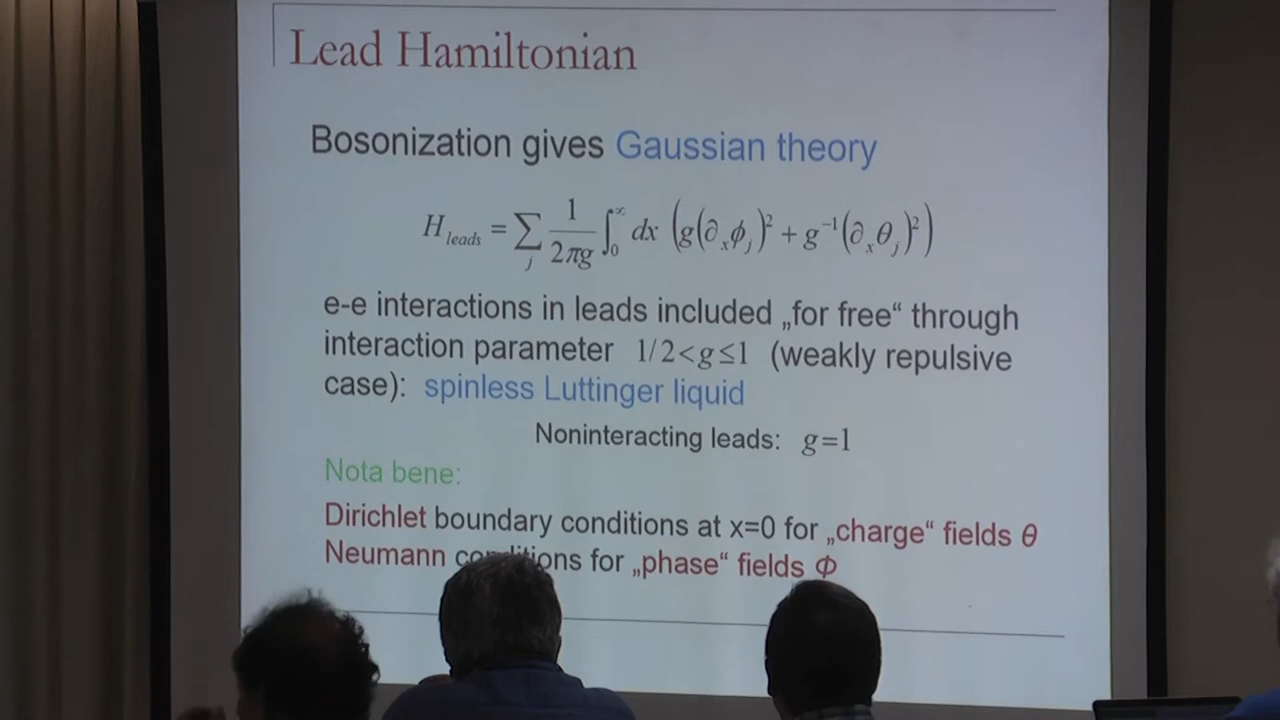 Lead Hamiltonian
Bosonization gives Gaussian theory
H_leads = ∑_j 1/2πg ∫_0^∞ dx (g(∂_xϕ_j)² + g⁻¹(∂_xθ_j)²)
e-e interactions in leads included „for free“ through
interaction parameter 1/2<g≤1 (weakly repulsive
case): spinless Luttinger liquid
Noninteracting leads: g=1
Nota bene:
Dirichlet boundary conditions at x=0 for „charge“ fields θ
Neumann conditions for „phase“ fields Φ